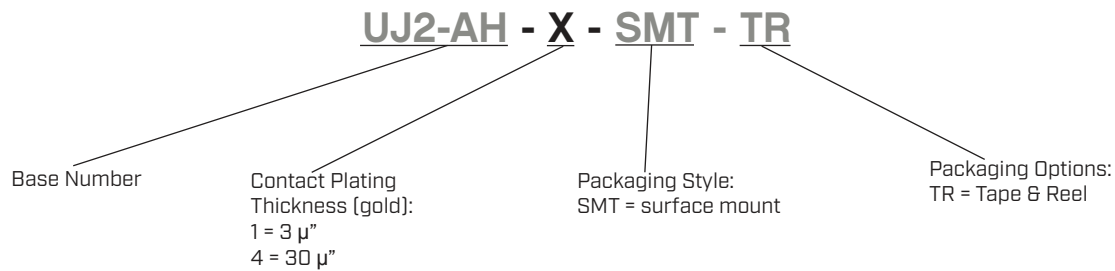 UJ2-AH - X - SMT - TR
Base Number
Contact Plating
Thickness (gold):
1 = 3 µ”
4 = 30 µ”
Packaging Style:
SMT = surface mount
Packaging Options:
TR = Tape & Reel